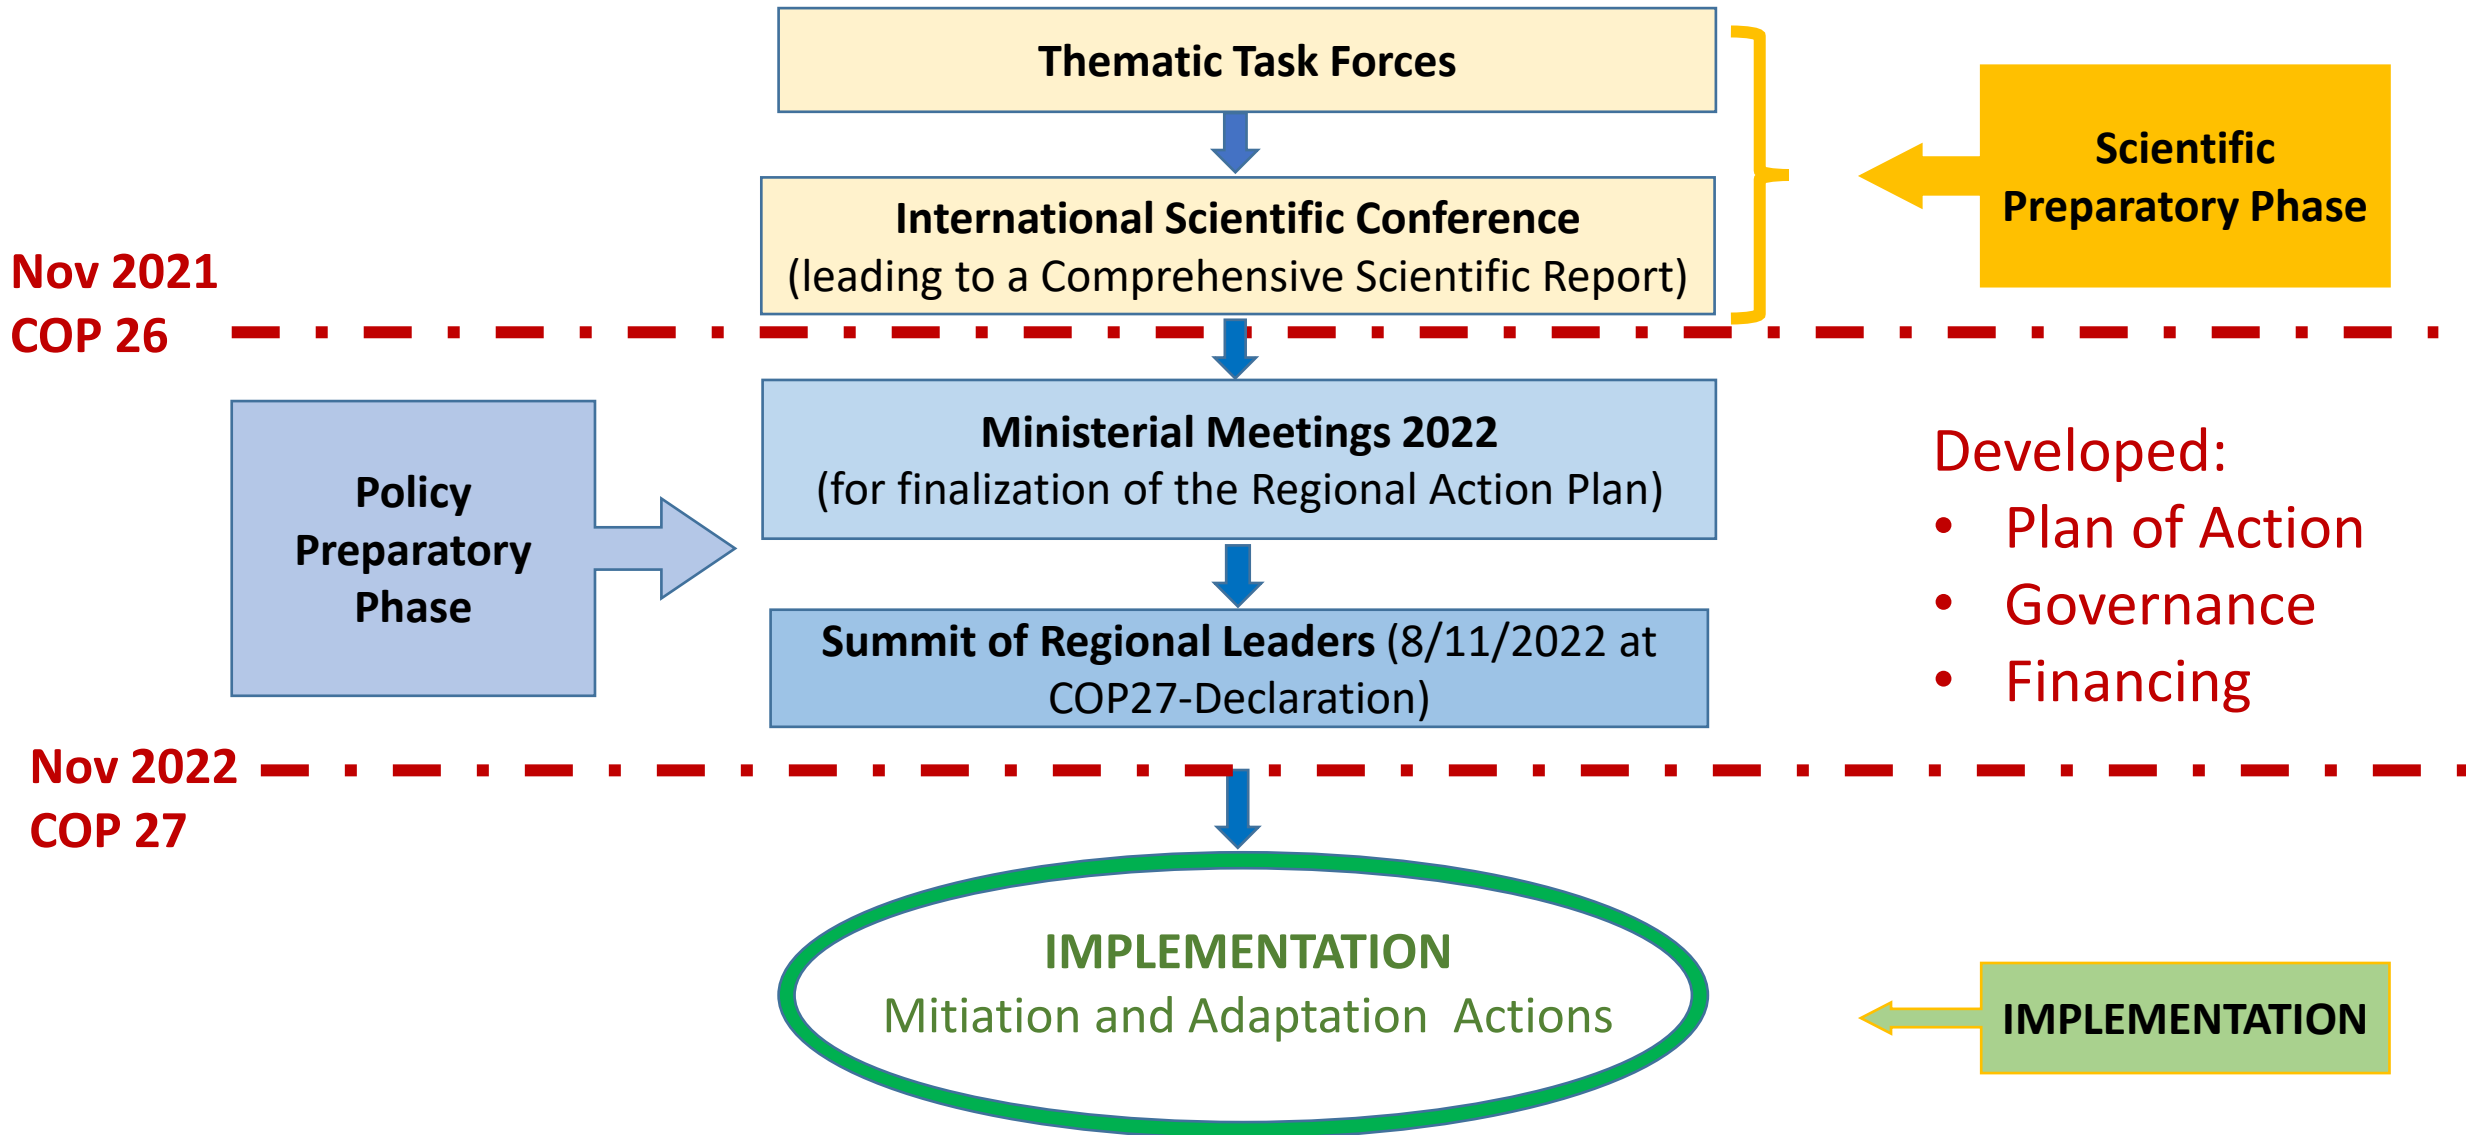 Thematic Task Forces
Scientific
Preparatory Phase
International Scientific Conference
(leading to a Comprehensive Scientific Report)
Nov 2021
COP 26
Policy
Preparatory
Phase
Ministerial Meetings 2022
(for finalization of the Regional Action Plan)
Summit of Regional Leaders (8/11/2022 at
COP27-Declaration)
Developed:
• Plan of Action
• Governance
• Financing
Nov 2022
COP 27
IMPLEMENTATION
Mitiation and Adaptation Actions
IMPLEMENTATION